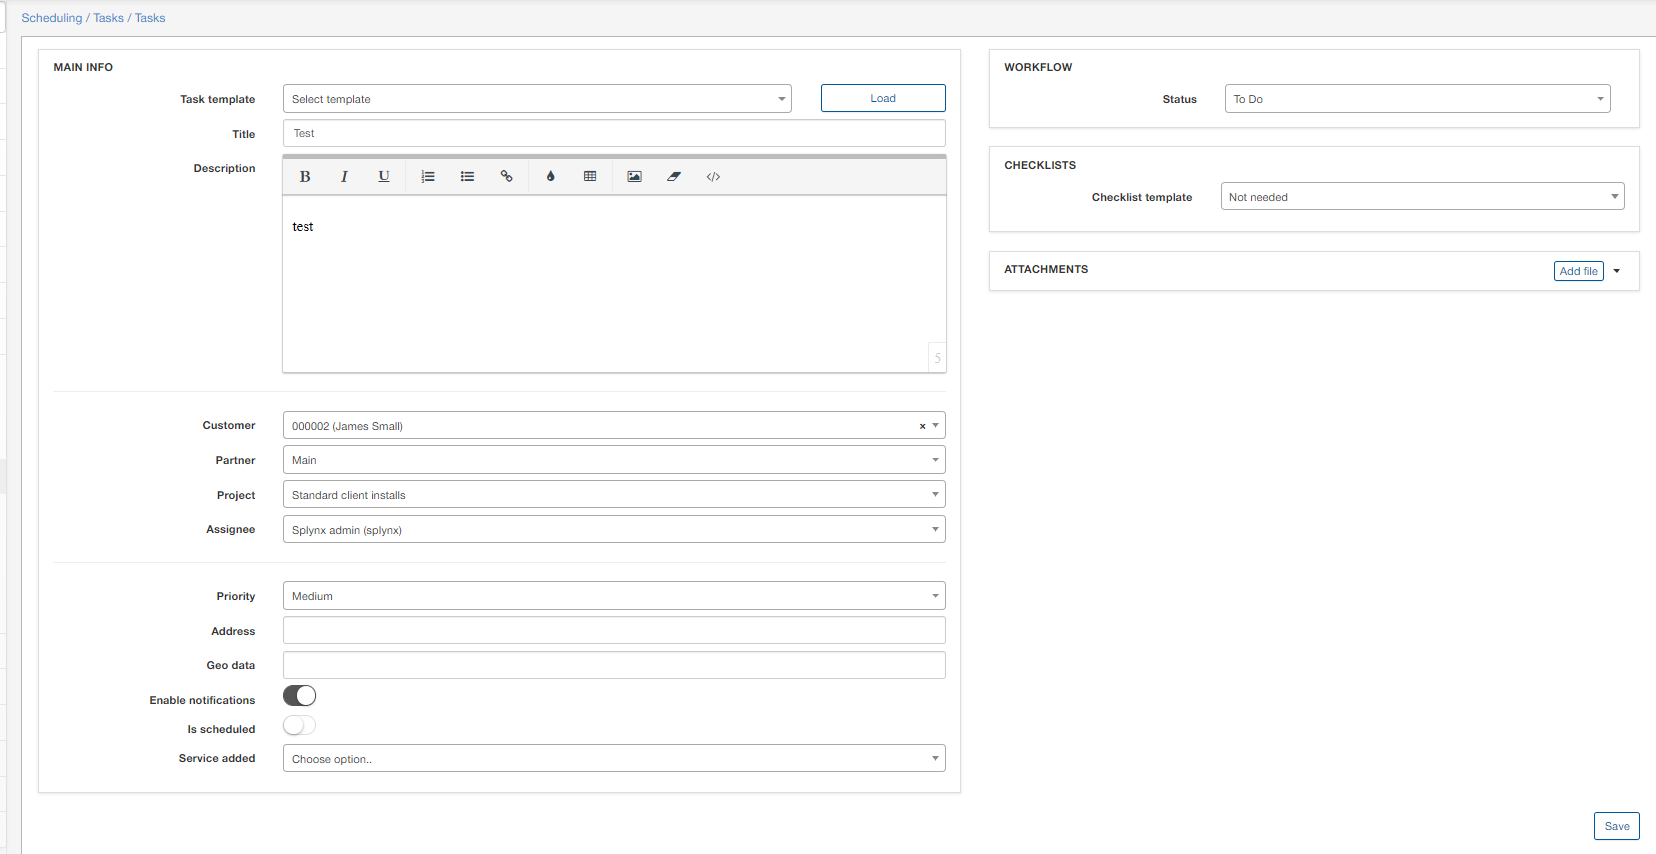 Scheduling / Tasks / Tasks
MAIN INFO
Task template Select template Load
Title Test
Description B I U </>
test
5
Customer 000002 (James Small) ×
Partner Main
Project Standard client installs
Assignee Splynx admin (splynx)
Priority Medium
Address
Geo data
Enable notifications
Is scheduled
Service added Choose option..
WORKFLOW
Status To Do
CHECKLISTS
Checklist template Not needed
ATTACHMENTS Add file
Save